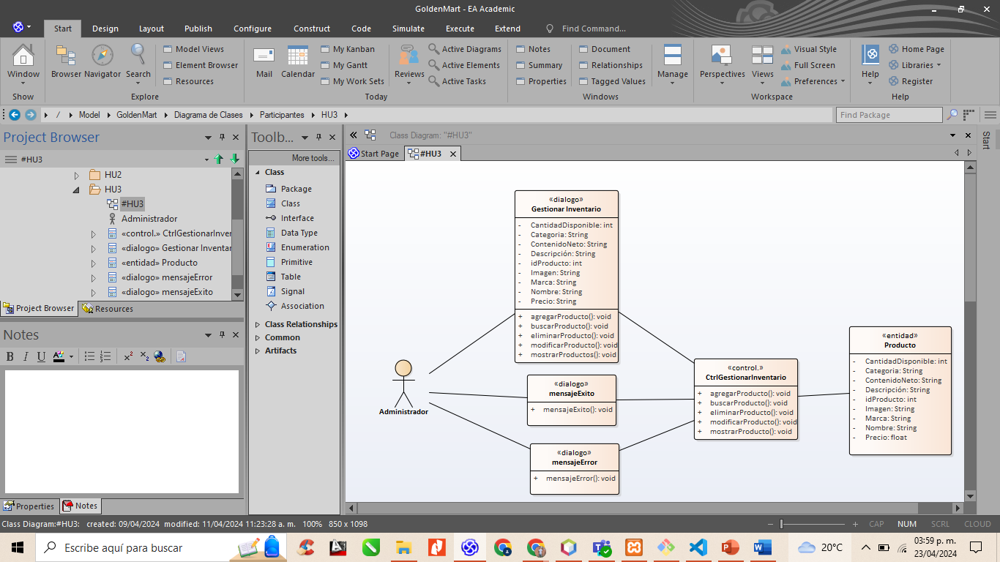 GoldenMart - EA Academic
Start Design Layout Publish Configure Construct Code Simulate Execute Extend Find Command...
Window Browser Navigator Search Model Views Element Browser Resources Mail Calendar My Kanban My Gantt My Work Sets Reviews Active Diagrams Active Elements Active Tasks Notes Summary Properties Document Relationships Tagged Values Manage Perspectives Views Visual Style Full Screen Preferences Help Home Page Libraries Register
Show Explore Today Windows Workspace Help
/ Model GoldenMart Diagrama de Clases Participantes HU3 Find Package
Project Browser
#HU3
HU2
HU3
#HU3
Administrador
«control.» CtrlGestionarInver
«dialogo» Gestionar Inventar
«entidad» Producto
«dialogo» mensajeError
«dialogo» mensajeExito
Project Browser Resources
Notes
B I U A
Properties Notes
Toolb...
More tools...
Class
Package
Class
Interface
Data Type
Enumeration
Primitive
Table
Signal
Association
Class Relationships
Common
Artifacts
Class Diagram: "#HU3"
Start Page #HU3
Start
«dialogo»
Gestionar Inventario
- CantidadDisponible: int
- Categoria: String
- ContenidoNeto: String
- Descripción: String
- idProducto: int
- Imagen: String
- Marca: String
- Nombre: String
- Precio: String
+ agregarProducto(): void
+ buscarProducto(): void
+ eliminarProducto(): void
+ modificarProducto(): void
+ mostrarProductos(): void
Administrador
«dialogo»
mensajeExito
+ mensajeExito(): void
«dialogo»
mensajeError
+ mensajeError(): void
«control.»
CtrlGestionarInventario
+ agregarProducto(): void
+ buscarProducto(): void
+ eliminarProducto(): void
+ modificarProducto(): void
+ mostrarProducto(): void
«entidad»
Producto
- CantidadDisponible: int
- Categoria: String
- ContenidoNeto: String
- Descripción: String
- idProducto: int
- Imagen: String
- Marca: String
- Nombre: String
- Precio: float
Class Diagram:#HU3: created: 09/04/2024 modified: 11/04/2024 11:23:28 a. m. 100% 850 x 1098 CAP NUM SCRL CLOUD
Escribe aquí para buscar
20°C
03:59 p. m.
23/04/2024